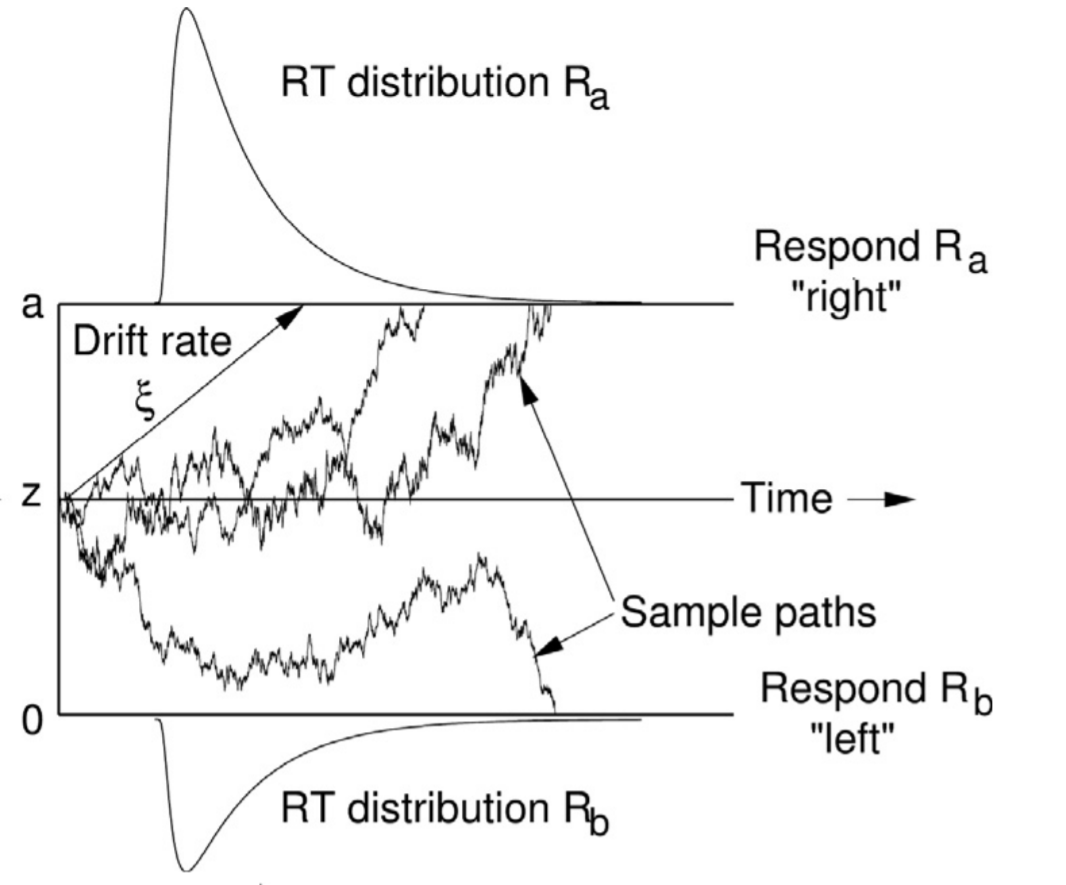 RT distribution Ra
Respond Ra
"right"
a
Drift rate
ξ
z
Time
Sample paths
Respond Rb
"left"
0
RT distribution Rb